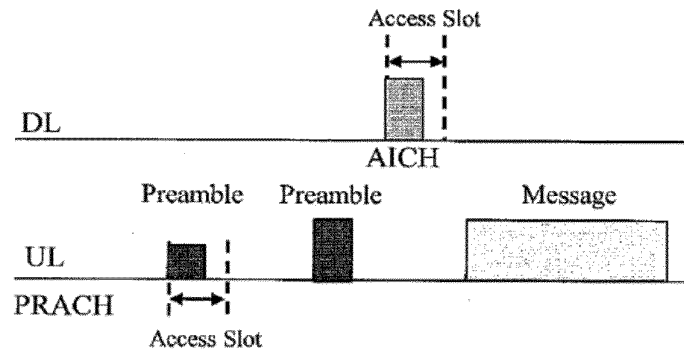 Access Slot
DL
AICH
Preamble Preamble Message
UL
PRACH
Access Slot